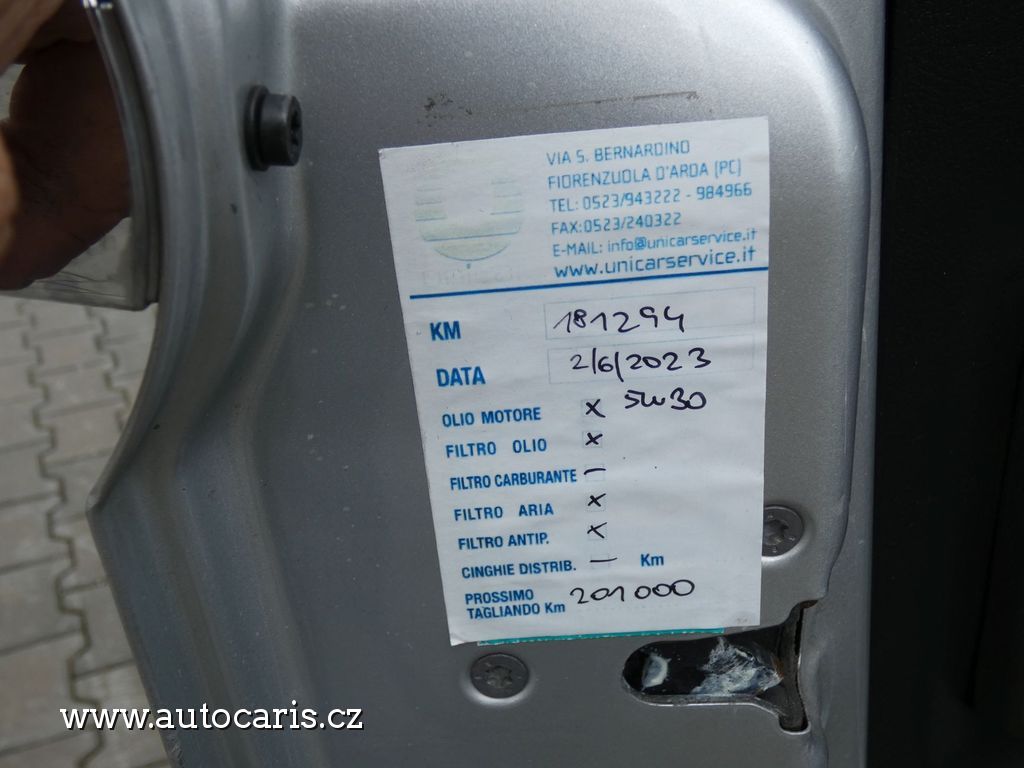 VIA S. BERNARDINO
FIORENZUOLA D'ARDA (PC)
TEL: 0523/943222 - 984966
FAX:0523/240322
E-MAIL: info@unicarservice.it
www.unicarservice.it
KM 181294
DATA 2/6/2023
OLIO MOTORE x 5W30
FILTRO OLIO x
FILTRO CARBURANTE –
FILTRO ARIA x
FILTRO ANTIP. x
CINGHIE DISTRIB. – Km
PROSSIMO
TAGLIANDO Km 201000
www.autocaris.cz